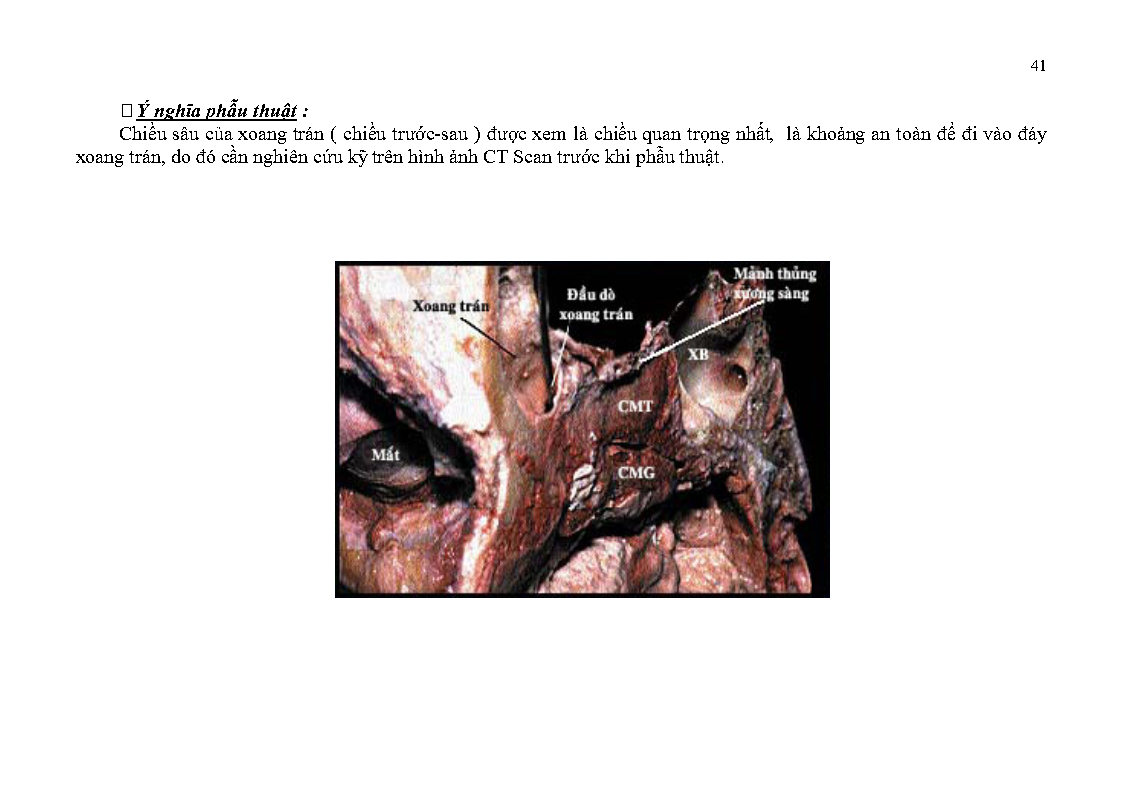 41
Ý nghĩa phẫu thuật :
Chiều sâu của xoang trán ( chiều trước-sau ) được xem là chiều quan trọng nhất, là khoảng an toàn để đi vào đáy
xoang trán, do đó cần nghiên cứu kỹ trên hình ảnh CT Scan trước khi phẫu thuật.
Mảnh thủng
xương sàng
Đầu dò
xoang trán
Xoang trán
XB
CMT
Mắt
CMG